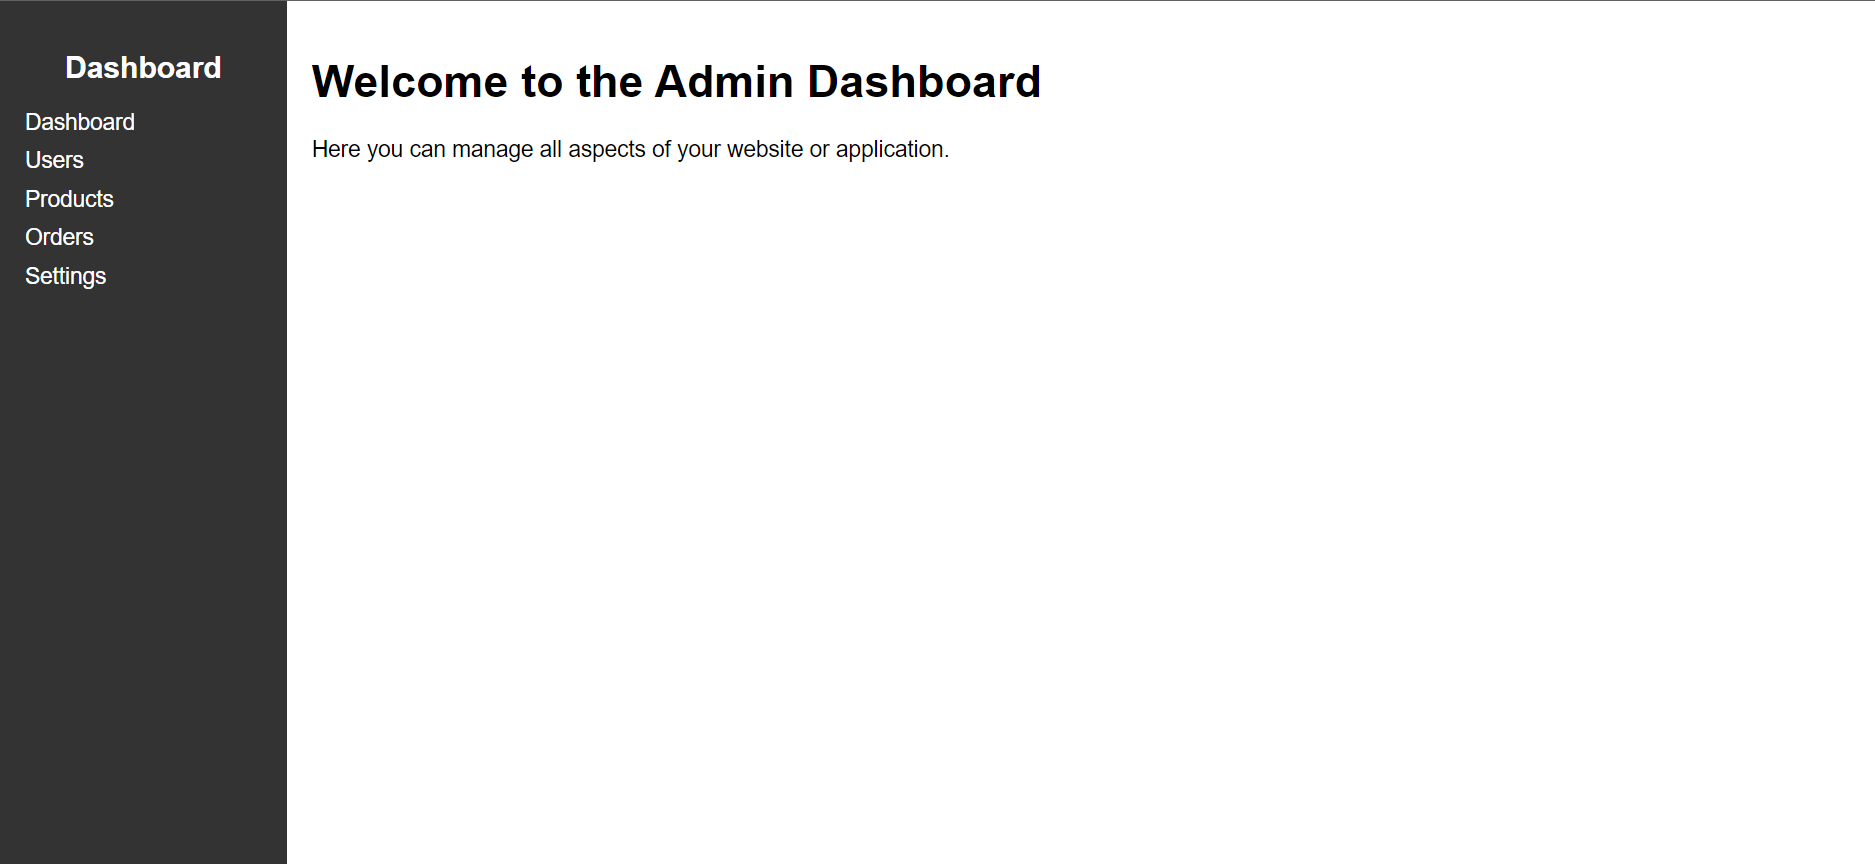 Dashboard
Dashboard
Users
Products
Orders
Settings
Welcome to the Admin Dashboard
Here you can manage all aspects of your website or application.